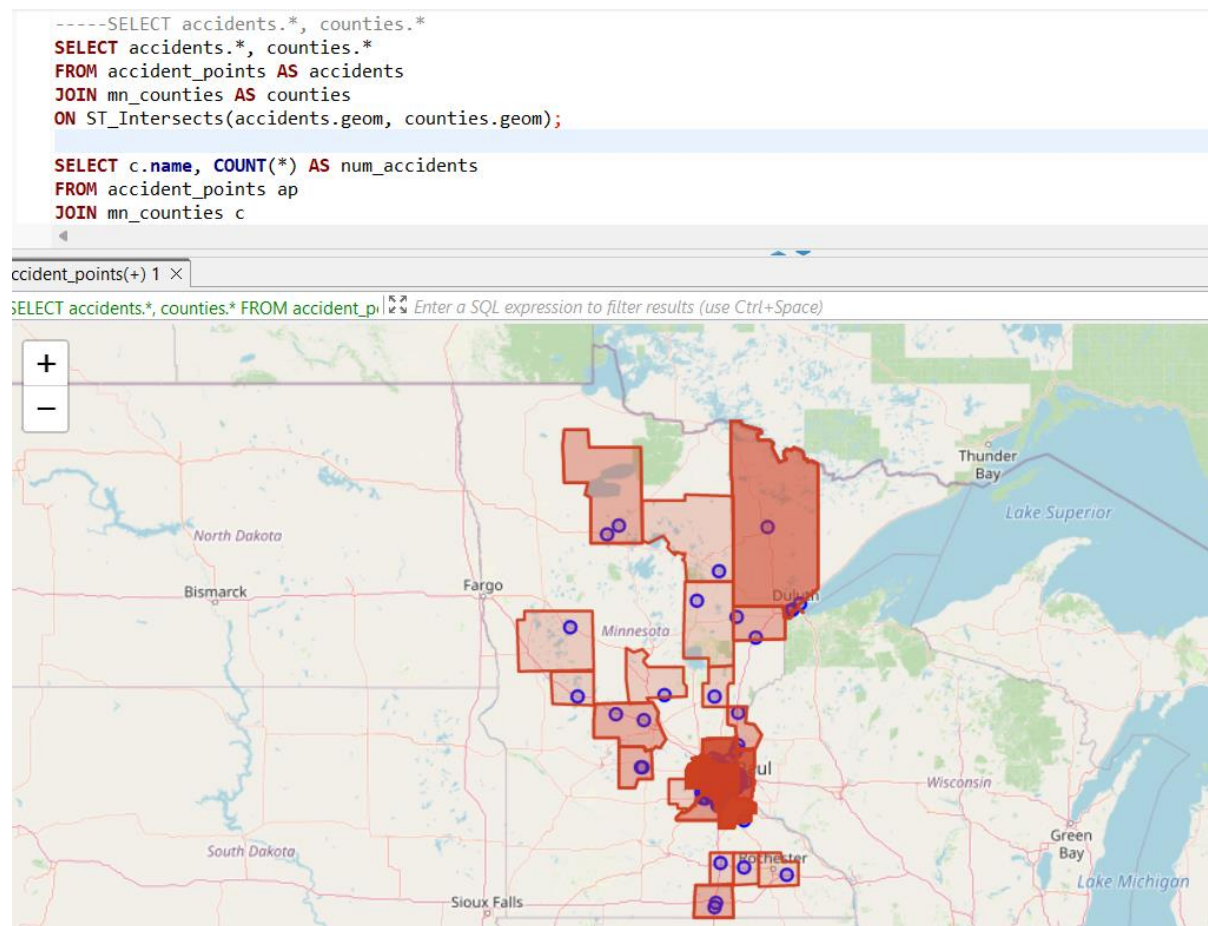 -----SELECT accidents.*, counties.*
SELECT accidents.*, counties.*
FROM accident_points AS accidents
JOIN mn_counties AS counties
ON ST_Intersects(accidents.geom, counties.geom);
SELECT c.name, COUNT(*) AS num_accidents
FROM accident_points ap
JOIN mn_counties c
ccident_points(+) 1 ×
SELECT accidents.*, counties.* FROM accident_p Enter a SQL expression to filter results (use Ctrl+Space)
+
−
Thunder
Bay
Lake Superior
North Dakota
Bismarck
Fargo
Duluth
Minnesota
ul
Wisconsin
Green
Bay
South Dakota
Rochester
Lake Michigan
Sioux Falls